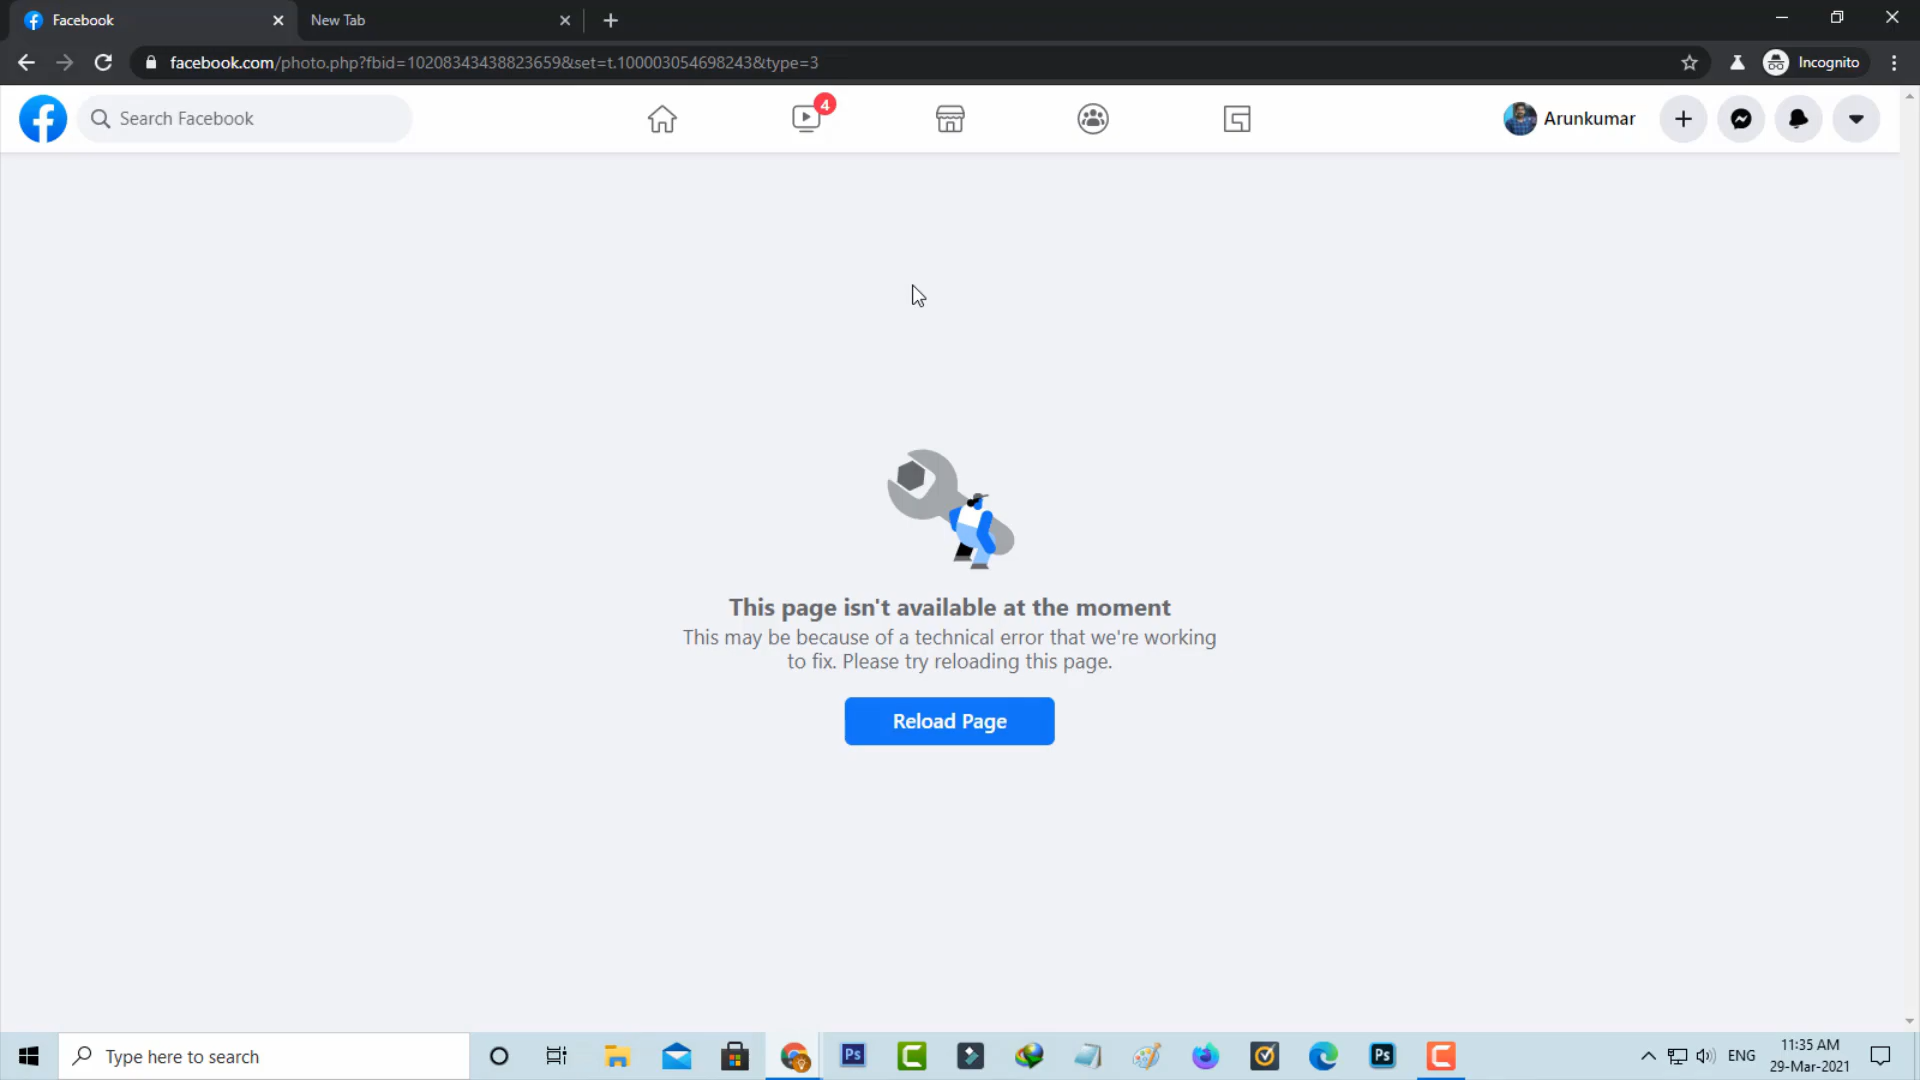 Facebook
New Tab
facebook.com/photo.php?fbid=10208343438823659&set=t.100003054698243&type=3
Incognito
Search Facebook
4
Arunkumar
This page isn't available at the moment
This may be because of a technical error that we're working
to fix. Please try reloading this page.
Reload Page
Type here to search
Ps
Ps
ENG
11:35 AM
29-Mar-2021